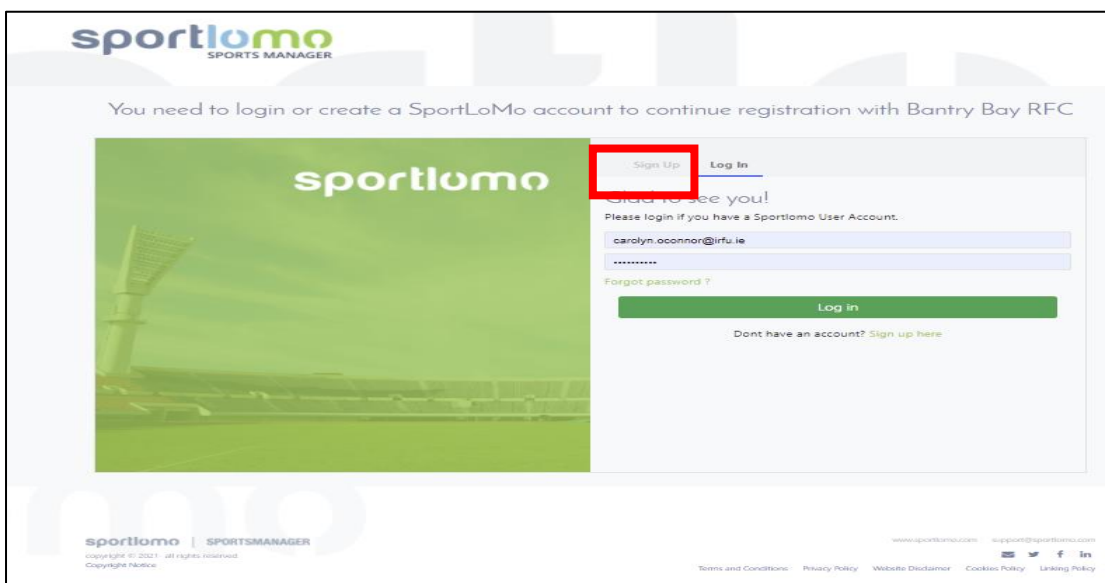 sportlomo
SPORTS MANAGER
You need to login or create a SportLoMo account to continue registration with Bantry Bay RFC
sportlomo
Sign Up Log In
Glad to see you!
Please login if you have a Sportlomo User Account.
carolyn.oconnor@irfu.ie
••••••••••
Forgot password ?
Log in
Dont have an account? Sign up here
sportlomo | SPORTSMANAGER
copyright © 2021 all rights reserved
Copyright Notice
www.sportlomo.com support@sportlomo.com
Terms and Conditions Privacy Policy Website Disclaimer Cookies Policy Linking Policy